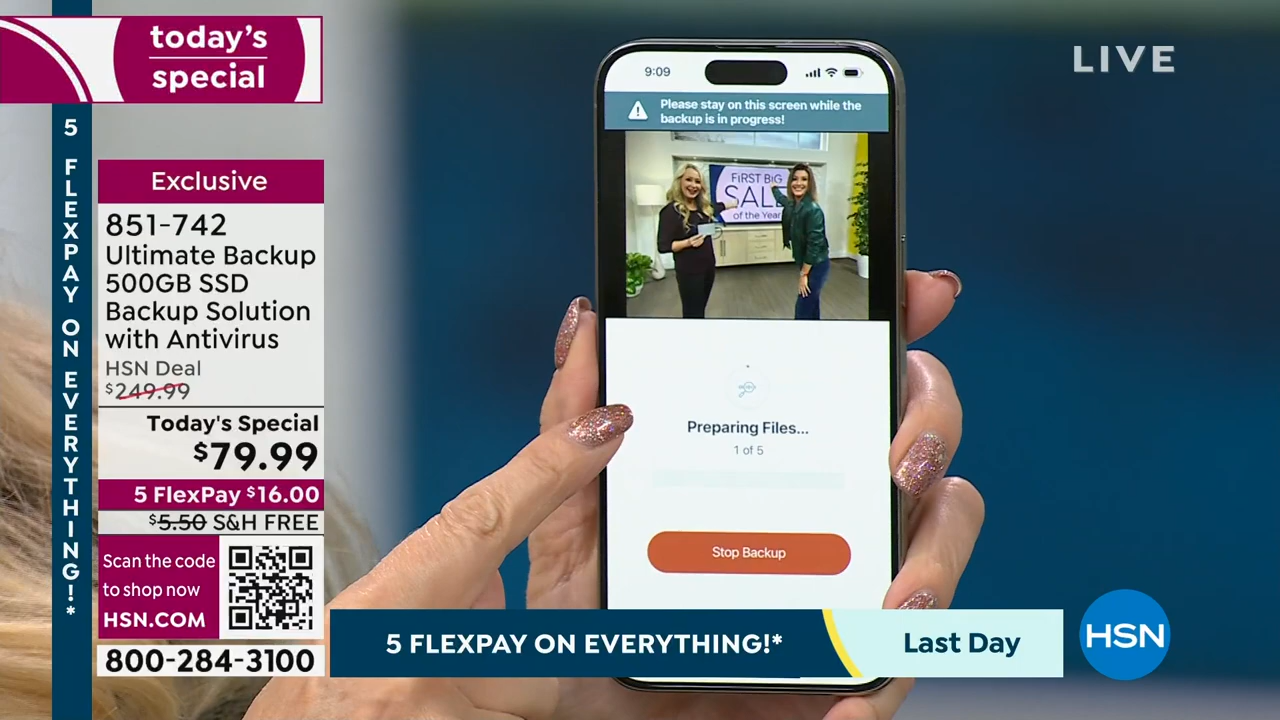 today's
special
5 FLEXPAY ON EVERYTHING!*
Exclusive
851-742
Ultimate Backup
500GB SSD
Backup Solution
with Antivirus
HSN Deal
$249.99
Today's Special
$79.99
5 FlexPay $16.00
$5.50 S&H FREE
Scan the code
to shop now
HSN.COM
800-284-3100
9:09
Please stay on this screen while the
backup is in progress!
FiRST BiG
SALE
of the Year
Preparing Files...
1 of 5
Stop Backup
LIVE
5 FLEXPAY ON EVERYTHING!*
Last Day
HSN